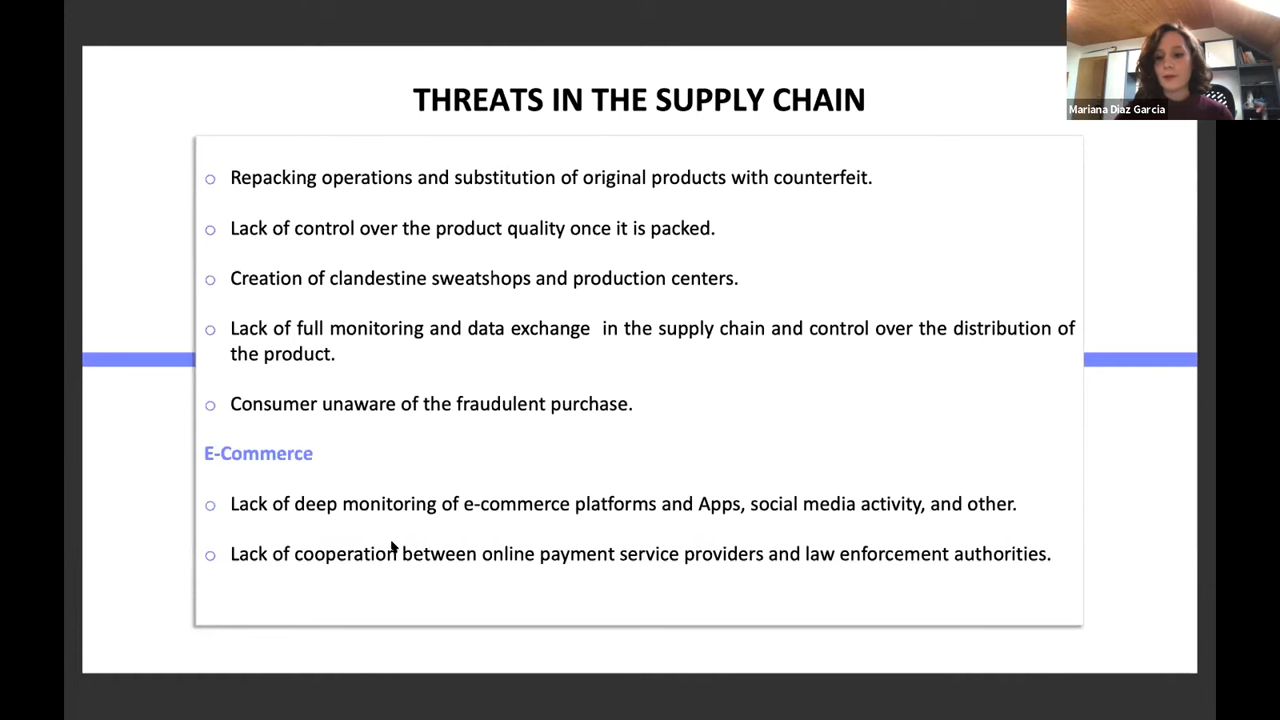 THREATS IN THE SUPPLY CHAIN
Mariana Diaz Garcia
○ Repacking operations and substitution of original products with counterfeit.
○ Lack of control over the product quality once it is packed.
○ Creation of clandestine sweatshops and production centers.
○ Lack of full monitoring and data exchange in the supply chain and control over the distribution of
the product.
○ Consumer unaware of the fraudulent purchase.
E-Commerce
○ Lack of deep monitoring of e-commerce platforms and Apps, social media activity, and other.
○ Lack of cooperation between online payment service providers and law enforcement authorities.